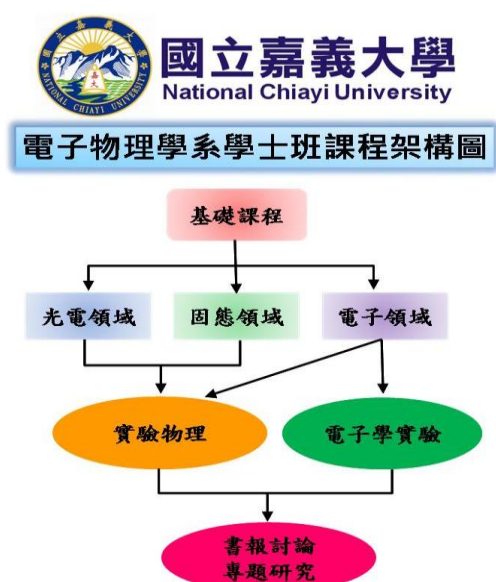 國立嘉義大學
National Chiayi University
電子物理學系學士班課程架構圖
基礎課程
光電領域
固態領域
電子領域
實驗物理
電子學實驗
書報討論
專題研究